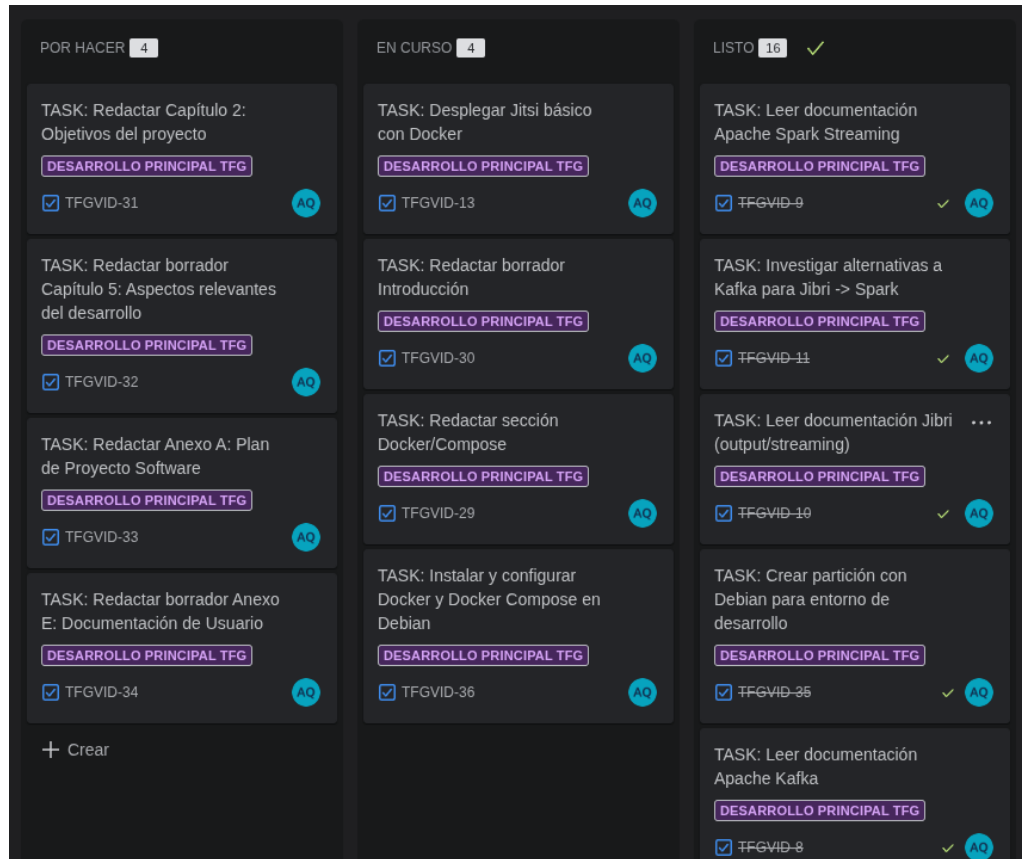 POR HACER 4
TASK: Redactar Capítulo 2:
Objetivos del proyecto
DESARROLLO PRINCIPAL TFG
TFGVID-31 AQ
TASK: Redactar borrador
Capítulo 5: Aspectos relevantes
del desarrollo
DESARROLLO PRINCIPAL TFG
TFGVID-32 AQ
TASK: Redactar Anexo A: Plan
de Proyecto Software
DESARROLLO PRINCIPAL TFG
TFGVID-33 AQ
TASK: Redactar borrador Anexo
E: Documentación de Usuario
DESARROLLO PRINCIPAL TFG
TFGVID-34 AQ
+ Crear
EN CURSO 4
TASK: Desplegar Jitsi básico
con Docker
DESARROLLO PRINCIPAL TFG
TFGVID-13 AQ
TASK: Redactar borrador
Introducción
DESARROLLO PRINCIPAL TFG
TFGVID-30 AQ
TASK: Redactar sección
Docker/Compose
DESARROLLO PRINCIPAL TFG
TFGVID-29 AQ
TASK: Instalar y configurar
Docker y Docker Compose en
Debian
DESARROLLO PRINCIPAL TFG
TFGVID-36 AQ
LISTO 16
TASK: Leer documentación
Apache Spark Streaming
DESARROLLO PRINCIPAL TFG
TFGVID-9 AQ
TASK: Investigar alternativas a
Kafka para Jibri -> Spark
DESARROLLO PRINCIPAL TFG
TFGVID-11 AQ
TASK: Leer documentación Jibri
(output/streaming)
DESARROLLO PRINCIPAL TFG
TFGVID-10 AQ
TASK: Crear partición con
Debian para entorno de
desarrollo
DESARROLLO PRINCIPAL TFG
TFGVID-35 AQ
TASK: Leer documentación
Apache Kafka
DESARROLLO PRINCIPAL TFG
TFGVID-8 AQ